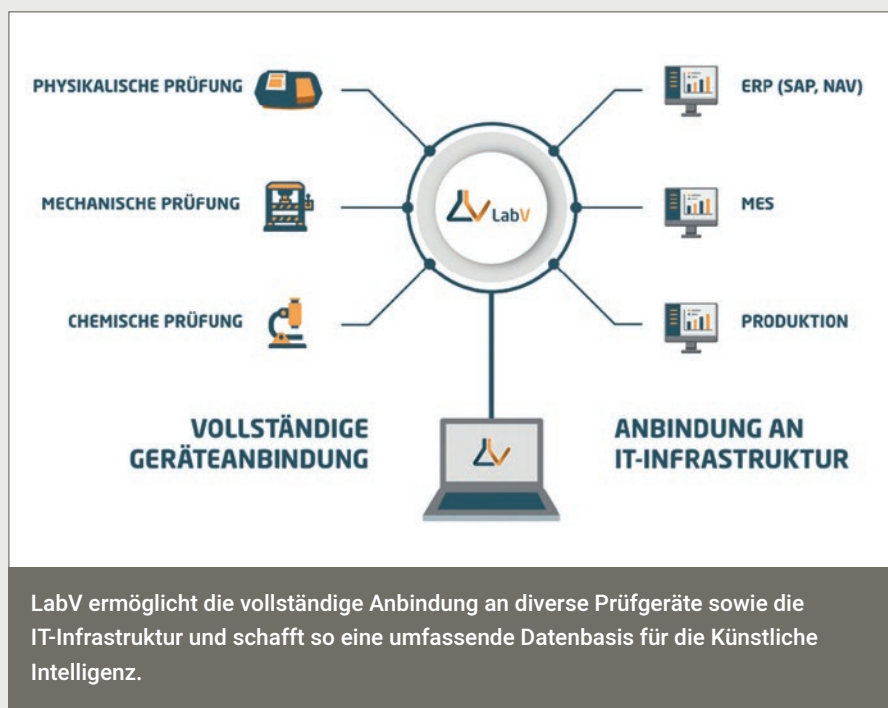 PHYSIKALISCHE PRÜFUNG
MECHANISCHE PRÜFUNG
CHEMISCHE PRÜFUNG
LabV
ERP (SAP, NAV)
MES
PRODUKTION
VOLLSTÄNDIGE
GERÄTEANBINDUNG
ANBINDUNG AN
IT-INFRASTRUKTUR
LabV ermöglicht die vollständige Anbindung an diverse Prüfgeräte sowie die
IT-Infrastruktur und schafft so eine umfassende Datenbasis für die Künstliche
Intelligenz.